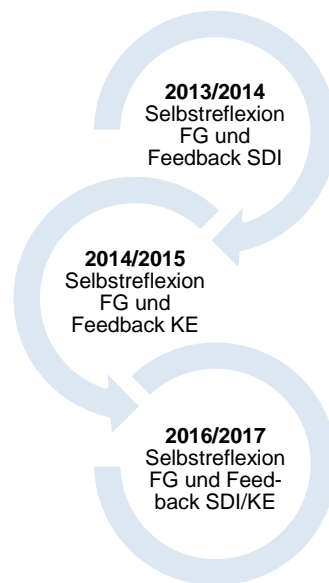 2013/2014
Selbstreflexion
FG und
Feedback SDI
2014/2015
Selbstreflexion
FG und
Feedback KE
2016/2017
Selbstreflexion
FG und Feed-
back SDI/KE